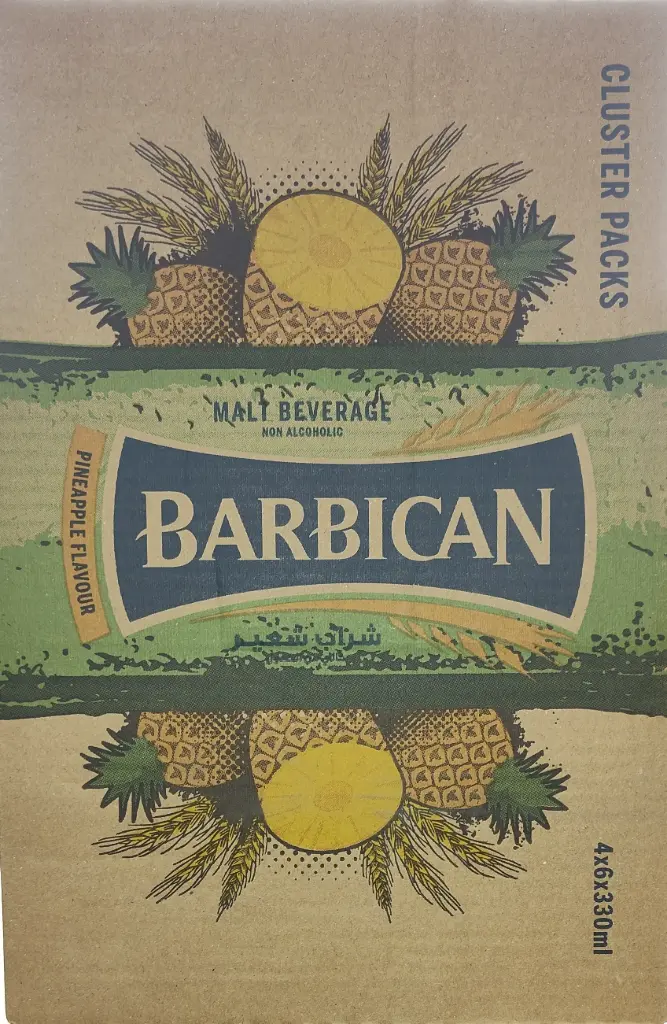 CLUSTER PACKS
MALT BEVERAGE
NON ALCOHOLIC
PINEAPPLE FLAVOUR
BARBICAN
شراب شعير
4x6x330ml